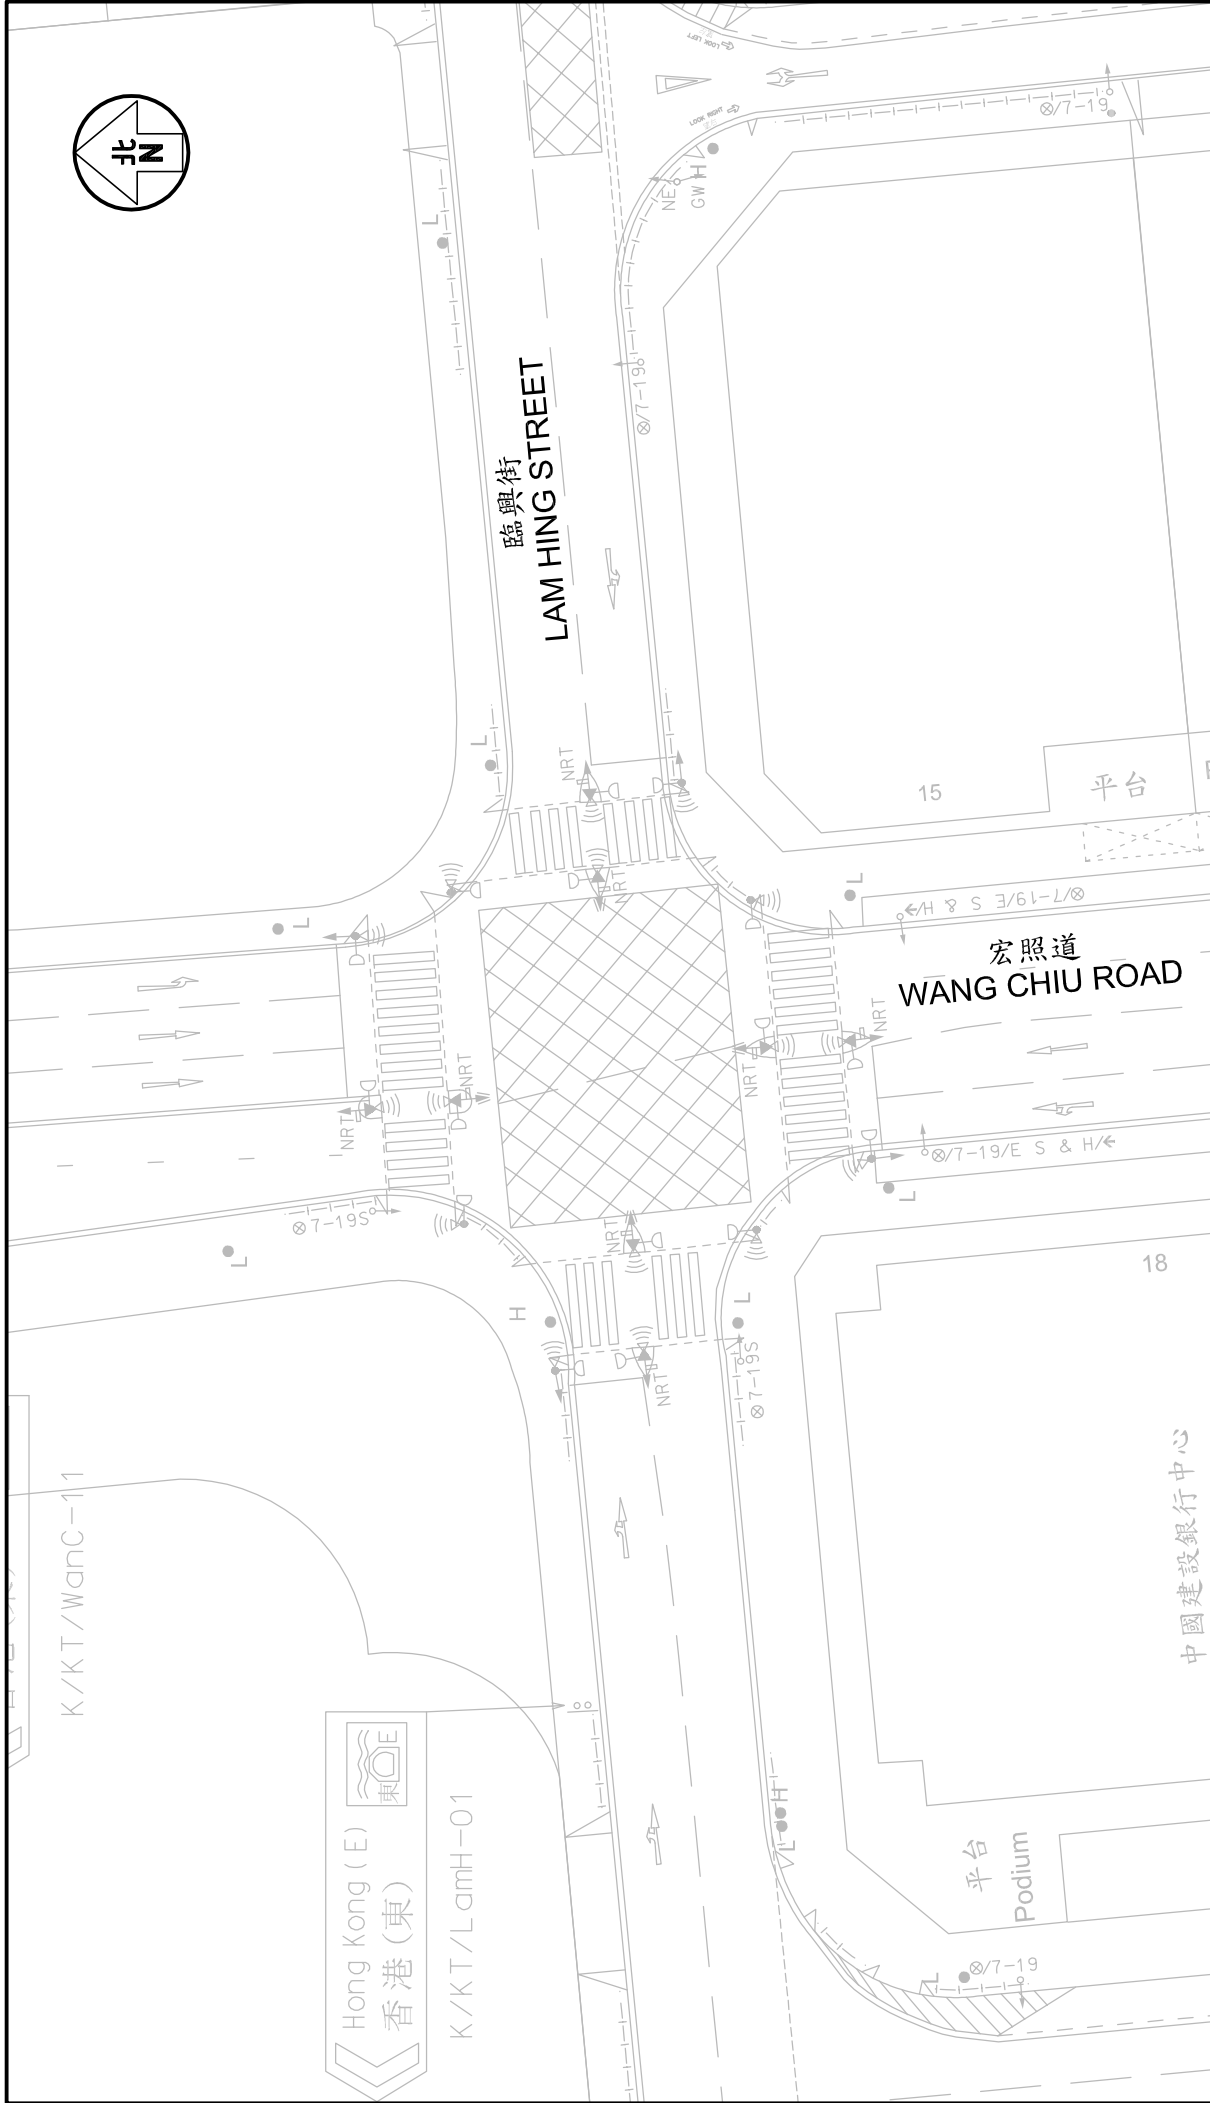 LOOK LEFT
LOOK RIGHT
⊗/7-19
北
N
L
NE
GW H
⊗/7-19
臨興街
LAM HING STREET
L
NRT
15
平台
NRT
L
L
⊗/7-19/E S & H/←
宏照道
WANG CHIU ROAD
NRT
NRT
NRT
NRT
⊗/7-19/E S & H/←
⊗7-19S
L
NRT
L
18
H
L
NRT
⊗7-19S
中國建設銀行中心
K/KT/WanC-11
東
E
Hong Kong (E)
香港 (東)
K/KT/LamH-01
H
L
平台
Podium
L
⊗/7-19